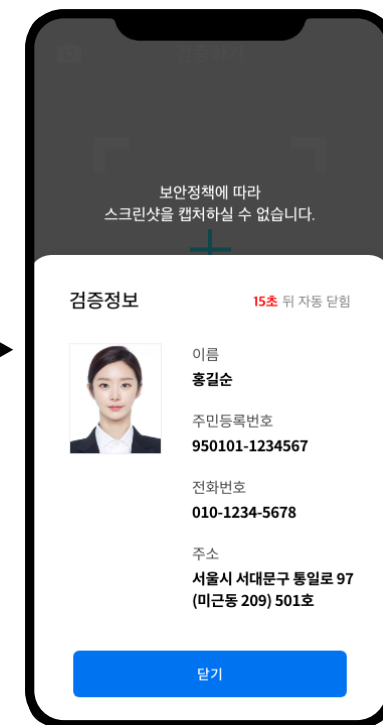 검증하기
보안정책에 따라
스크린샷을 캡처하실 수 없습니다.
검증정보
15초 뒤 자동 닫힘
이름
홍길순
주민등록번호
950101-1234567
전화번호
010-1234-5678
주소
서울시 서대문구 통일로 97
(미근동 209) 501호
닫기